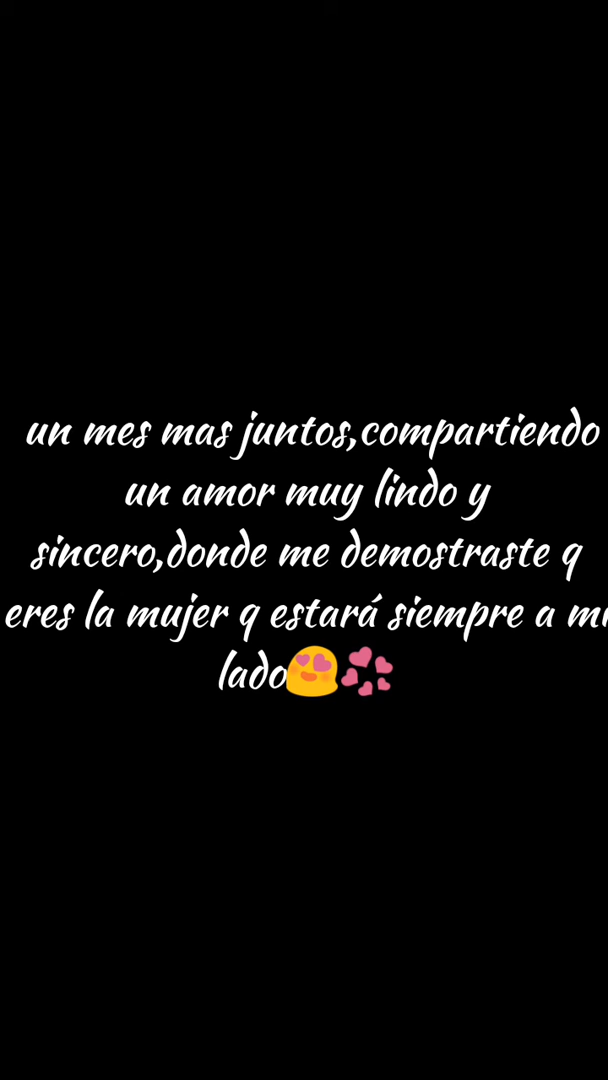 un mes mas juntos,compartiendo
un amor muy lindo y
sincero,donde me demostraste q
eres la mujer q estará siempre a mi
lado😍💞